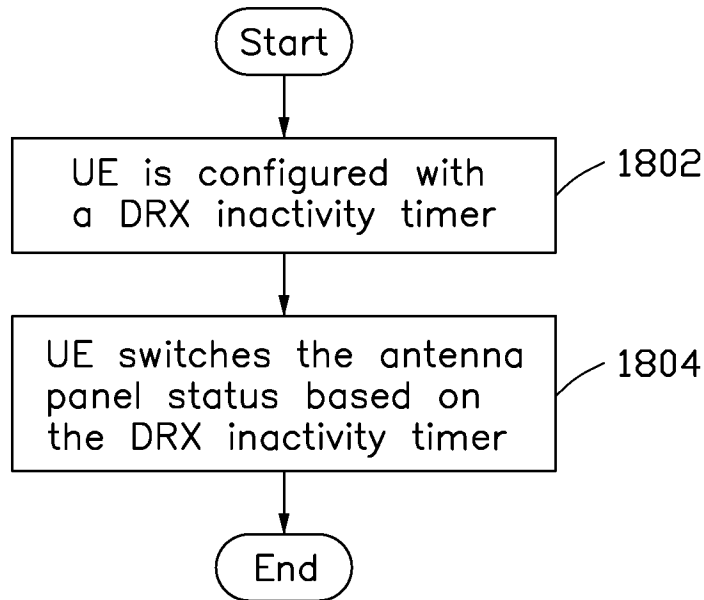 Start
UE is configured with
a DRX inactivity timer
1802
UE switches the antenna
panel status based on
the DRX inactivity timer
1804
End